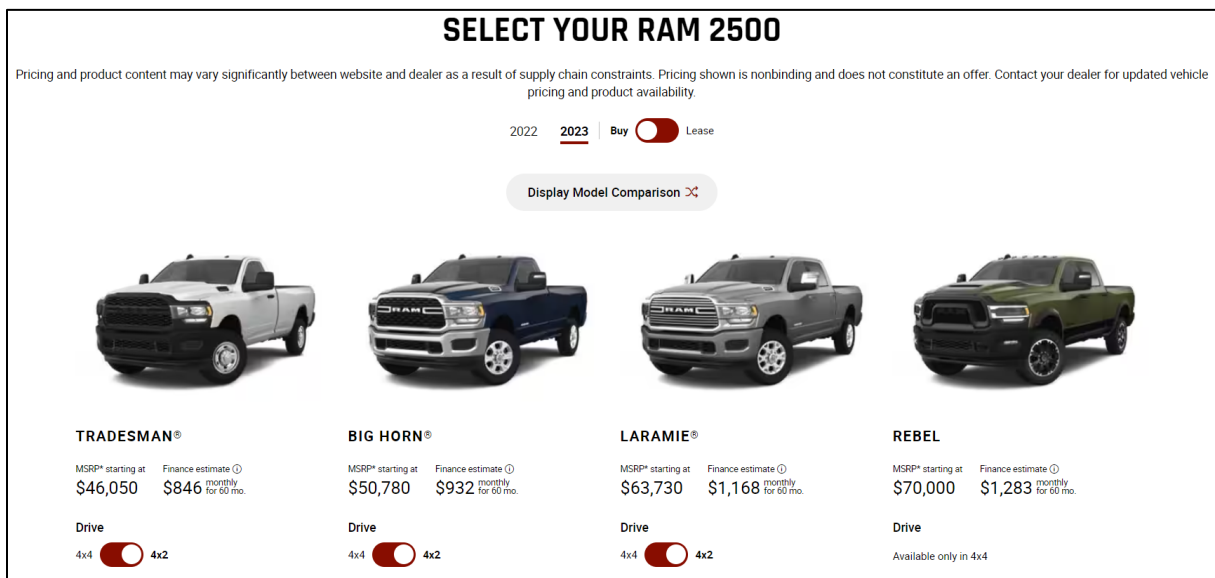 SELECT YOUR RAM 2500
Pricing and product content may vary significantly between website and dealer as a result of supply chain constraints. Pricing shown is nonbinding and does not constitute an offer. Contact your dealer for updated vehicle
pricing and product availability.
2022 2023 Buy Lease
Display Model Comparison
RAM RAM
TRADESMAN® BIG HORN® LARAMIE® REBEL
MSRP* starting at Finance estimate ⓘ MSRP* starting at Finance estimate ⓘ MSRP* starting at Finance estimate ⓘ MSRP* starting at Finance estimate ⓘ
$46,050 $846 monthly for 60 mo. $50,780 $932 monthly for 60 mo. $63,730 $1,168 monthly for 60 mo. $70,000 $1,283 monthly for 60 mo.
Drive Drive Drive Drive
4x4 4x2 4x4 4x2 4x4 4x2 Available only in 4x4